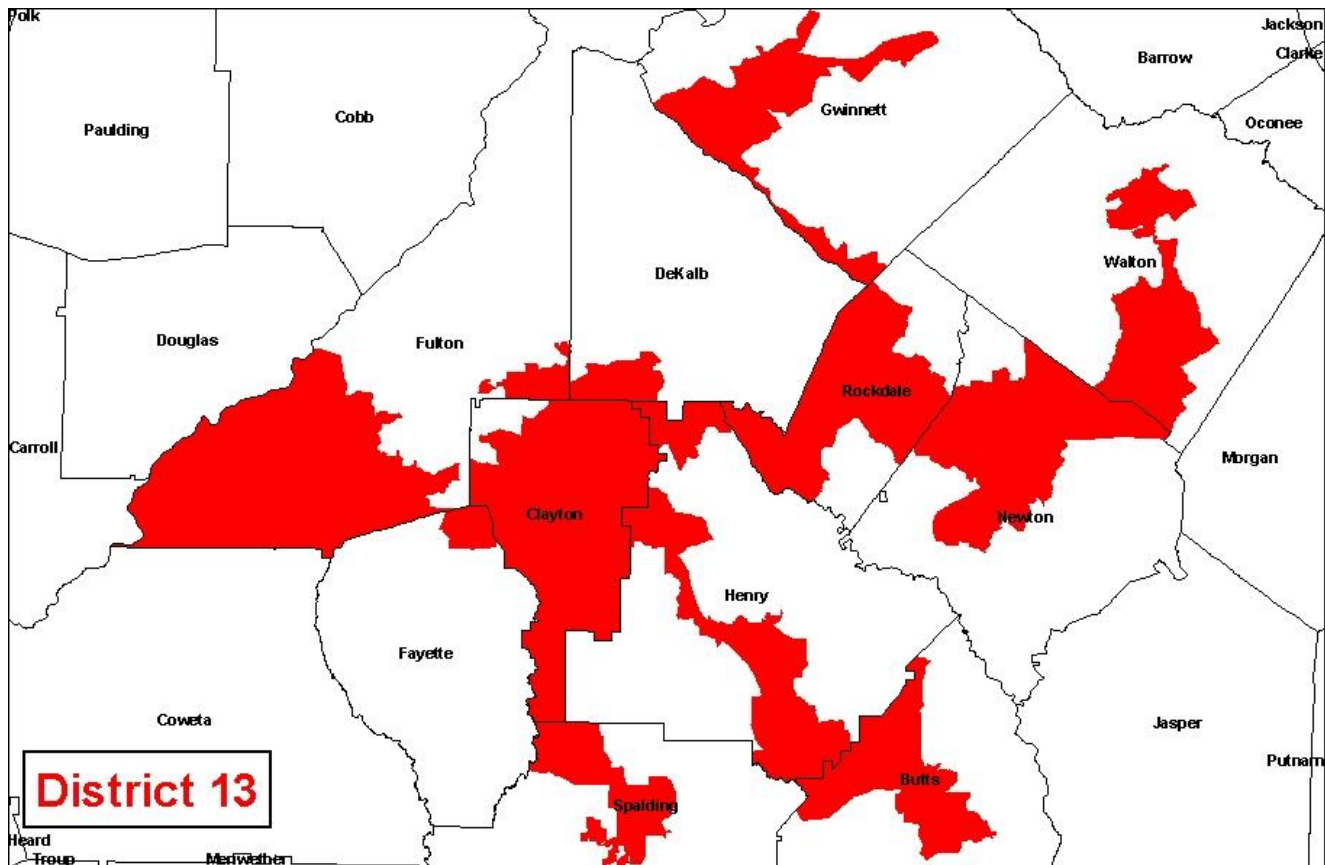 Polk
Jackson
Clarke
Barrow
Cobb
Gwinnett
Paulding
Oconee
Walton
DeKalb
Douglas
Fulton
Rockdale
Carroll
Morgan
Clayton
Newton
Henry
Fayette
Coweta
Jasper
Putnam
Butts
District 13
Spalding
Heard
Troup
Meriwether